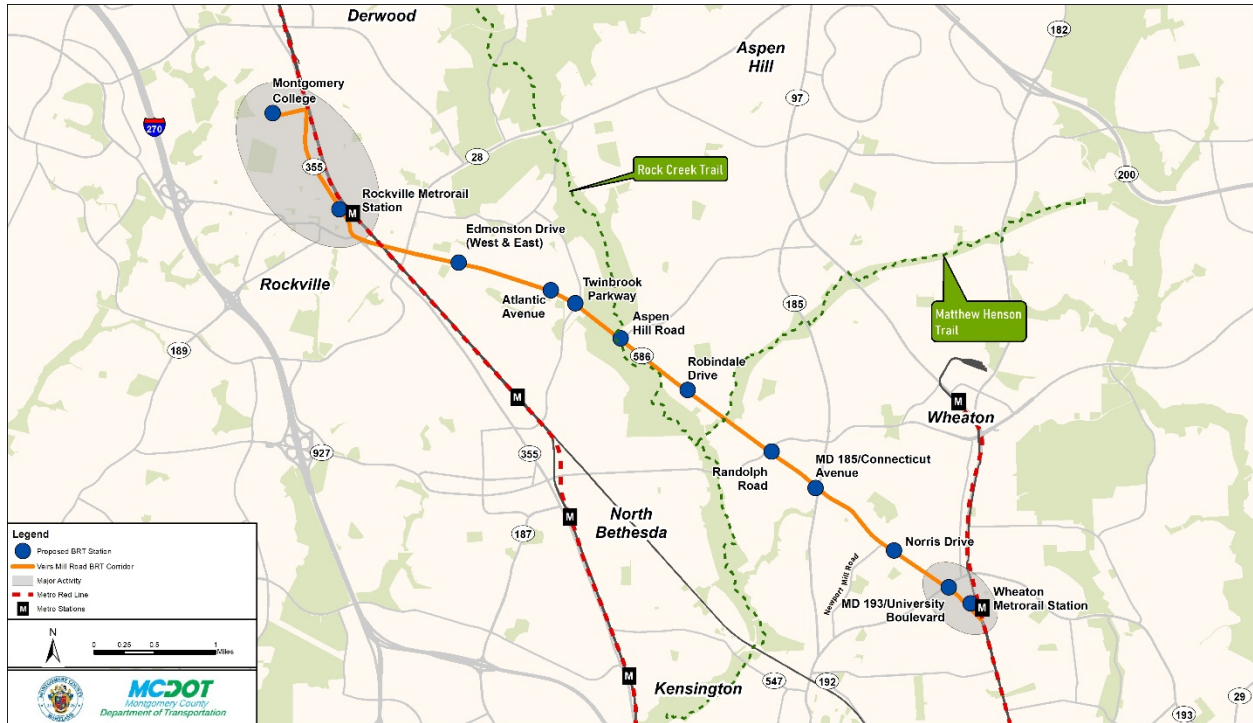 Derwood
Aspen
Hill
182
Montgomery
College
270
97
28
Rock Creek Trail
355
200
Rockville Metrorail
Station
M
Edmonston Drive
(West & East)
Rockville
Atlantic
Avenue
Twinbrook
Parkway
185
Matthew Henson
Trail
Aspen
Hill Road
586
189
Robindale
Drive
M
M
Wheaton
927
355
Randolph
Road
MD 185/Connecticut
Avenue
North
Bethesda
M
187
Norris Drive
Newport Mill Road
MD 193/University
Boulevard
Wheaton
Metrorail Station
M
M
Kensington
547
192
193
29
Legend
Proposed BRT Station
Veirs Mill Road BRT Corridor
Major Activity
Metro Red Line
M Metro Stations
N
0 0.25 0.5 1
Miles
MONTGOMERY COUNTY
MARYLAND
MCDOT
Montgomery County
Department of Transportation